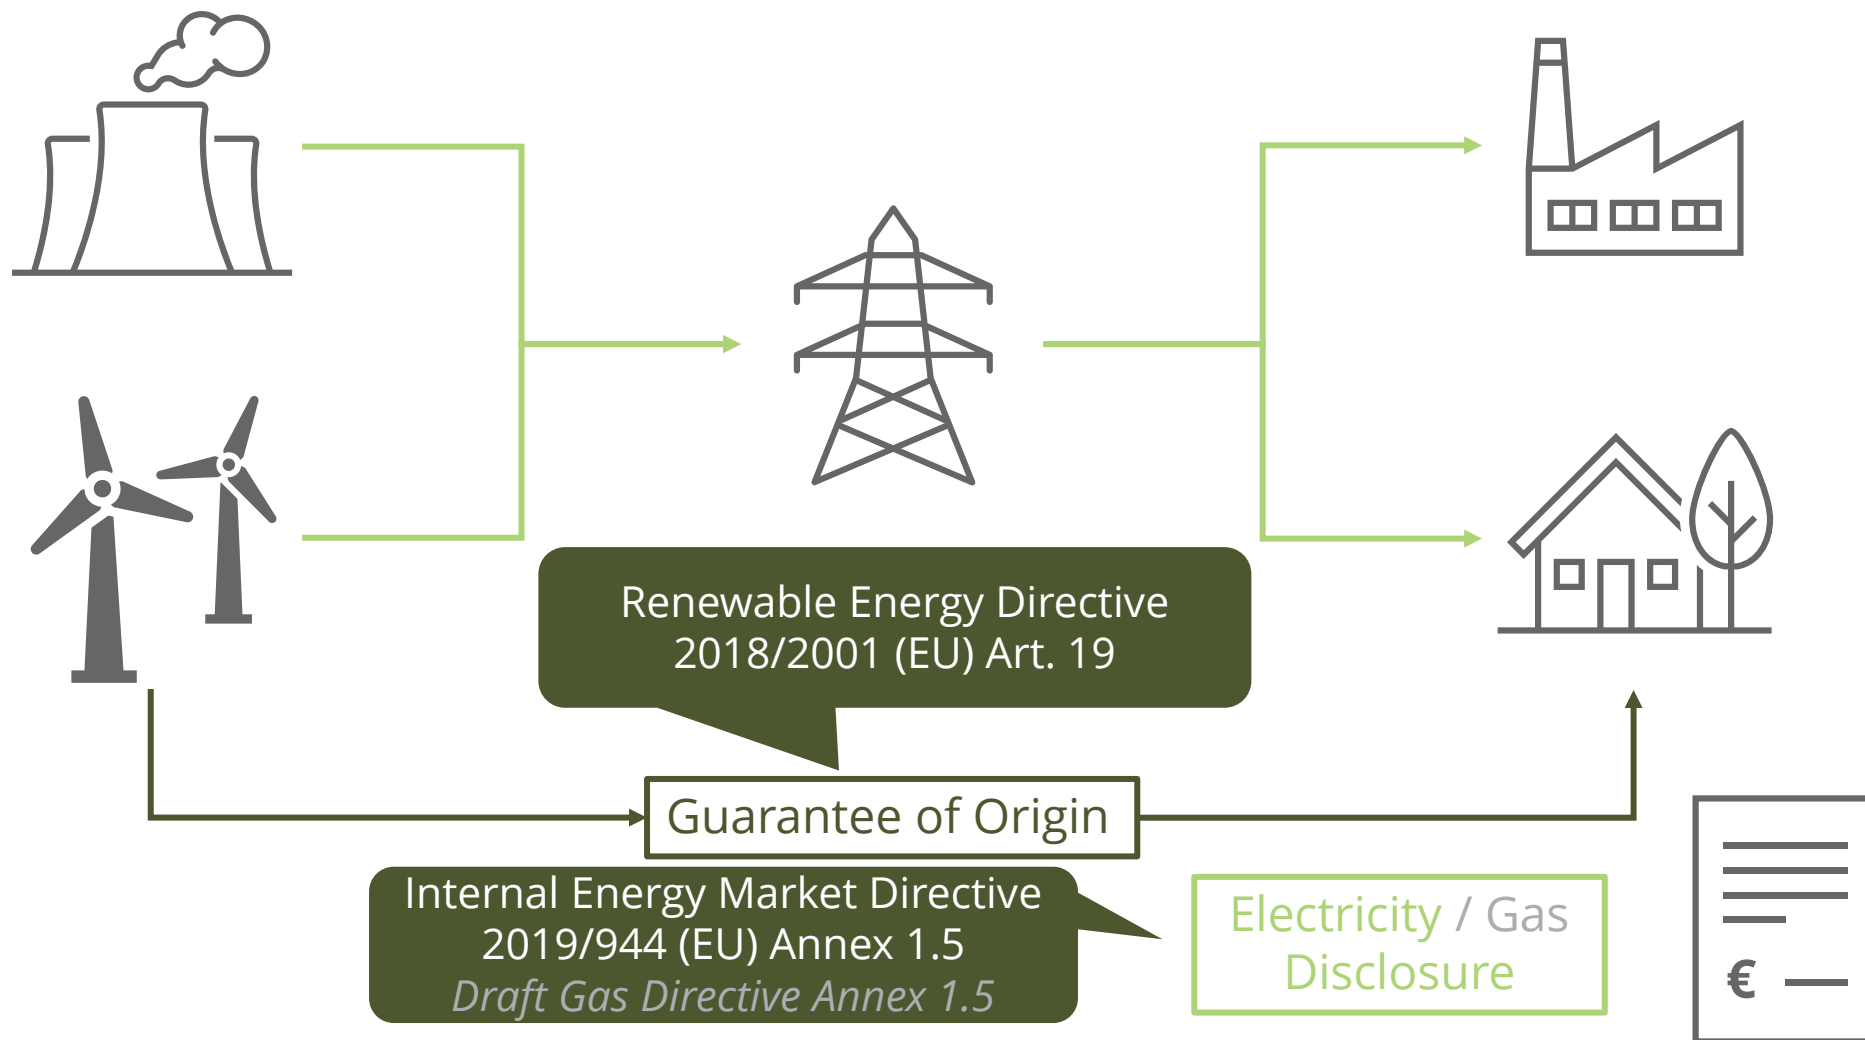 Renewable Energy Directive
2018/2001 (EU) Art. 19
Guarantee of Origin
Internal Energy Market Directive
2019/944 (EU) Annex 1.5
Draft Gas Directive Annex 1.5
Electricity / Gas
Disclosure
€